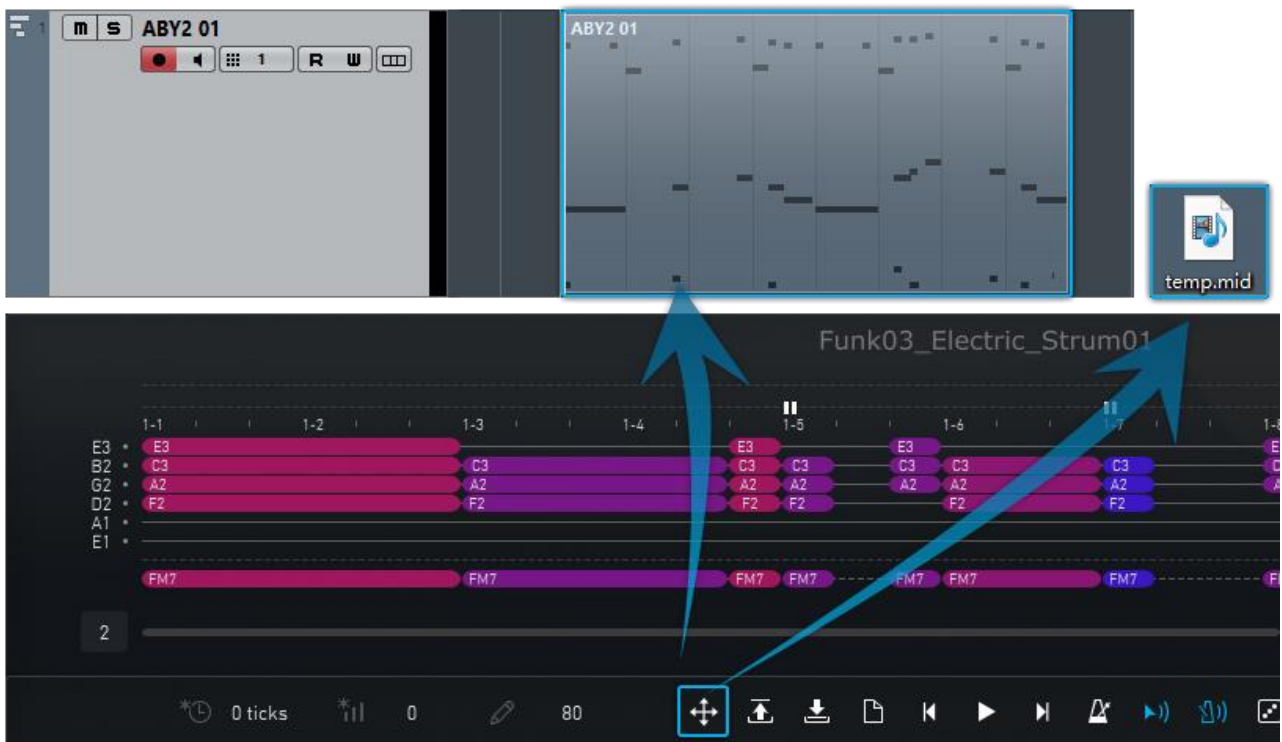 1 m S ABY2 01
1 R W
ABY2 01
temp.mid
Funk03_Electric_Strum01
1-1 1-2 1-3 1-4 1-5 1-6 1-7 1-8
E3 E3 E3 E3 E
B2 C3 C3 C3 C3 C3 C3 C3 C
G2 A2 A2 A2 A2 A2 A2 A2 A
D2 F2 F2 F2 F2 F2 F2
A1
E1
FM7 FM7 FM7 FM7 FM7 FM7 FM7 F
2
0 ticks 0 80